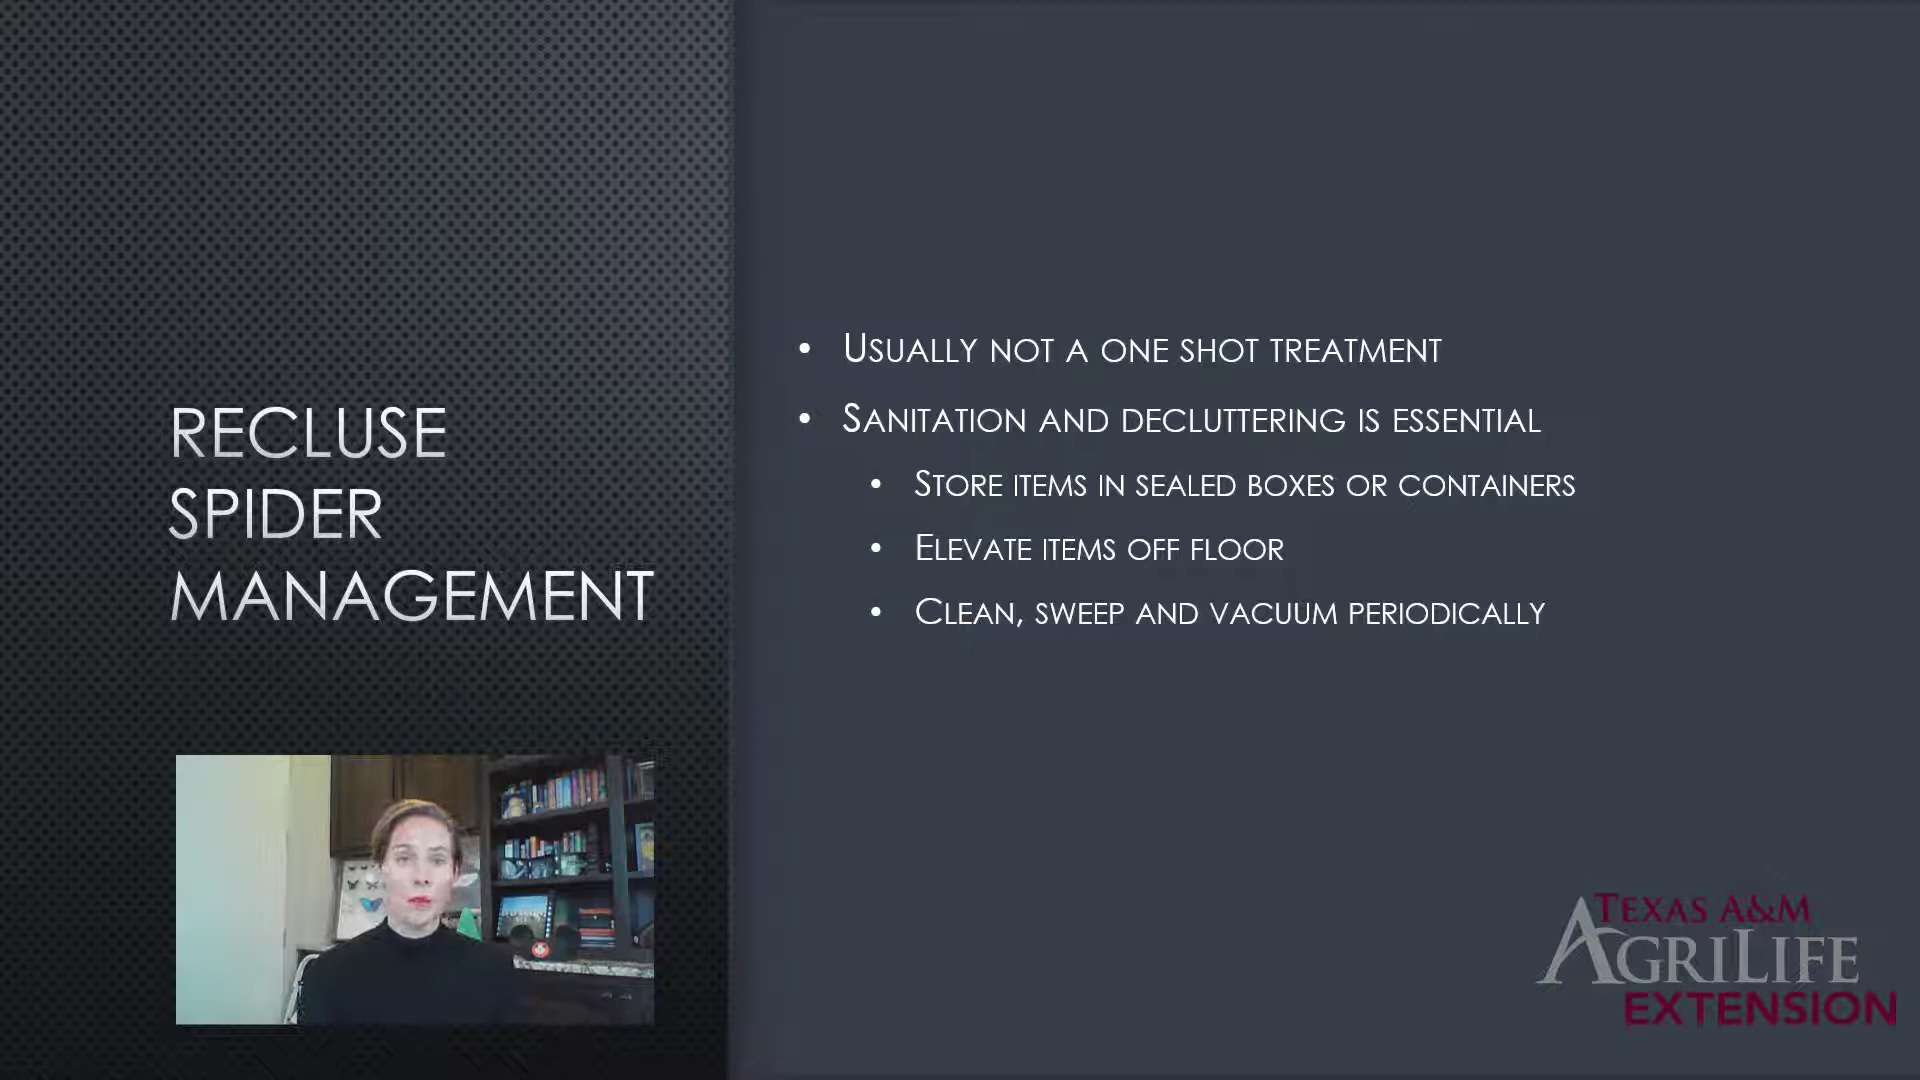 RECLUSE
SPIDER
MANAGEMENT
• USUALLY NOT A ONE SHOT TREATMENT
• SANITATION AND DECLUTTERING IS ESSENTIAL
• STORE ITEMS IN SEALED BOXES OR CONTAINERS
• ELEVATE ITEMS OFF FLOOR
• CLEAN, SWEEP AND VACUUM PERIODICALLY
TEXAS A&M
AGRILIFE
EXTENSION